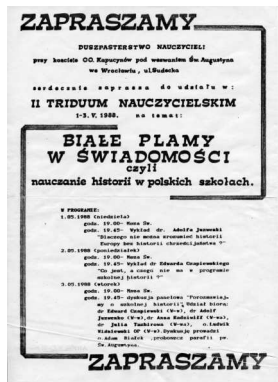 ZAPRASZAMY
DUSZPASTERSTWO NAUCZYCIELI
przy kościele OO. Kapucynów pod wezwaniem Św. Augustyna
we Wrocławiu, ul. Sudecka
serdecznie zaprasza do udziału w:
II TRIDUUM NAUCZYCIELSKIM
1-3. V. 1988. na temat:
BIAŁE PLAMY
W ŚWIADOMOŚCI
czyli
nauczanie historii w polskich szkołach.
W PROGRAMIE:
1.05.1988 (niedziela)
godz. 19.00- Msza Św.
godz. 19.45- Wykład dr. Adolfa Juzwenki
"Dlaczego nie można zrozumieć historii
Europy bez historii chrześcijaństwa ?"
2.05.1988 (poniedziałek)
godz. 19.00- Msza Św.
godz. 19.45- Wykład dr Edwarda Czapiewskiego
"Co jest, a czego nie ma w programie
szkolnej historii ?"
3.05.1988 (wtorek)
godz. 19.00- Msza Św.
godz. 19.45- dyskusja panelowa "Porozmawiaj-
my o szkolnej historii". Udział biorą:
dr Edward Czapiewski (W-w), dr Adolf
Juzwenko (W-w), dr Anna (W-w),
dr Julia (W-w), o. Ludwik
Wiśniewski OP (W-w). Dyskusję prowadzi
o. Adam Białek, proboszcz parafii pw.
Św. Augustyna.
ZAPRASZAMY